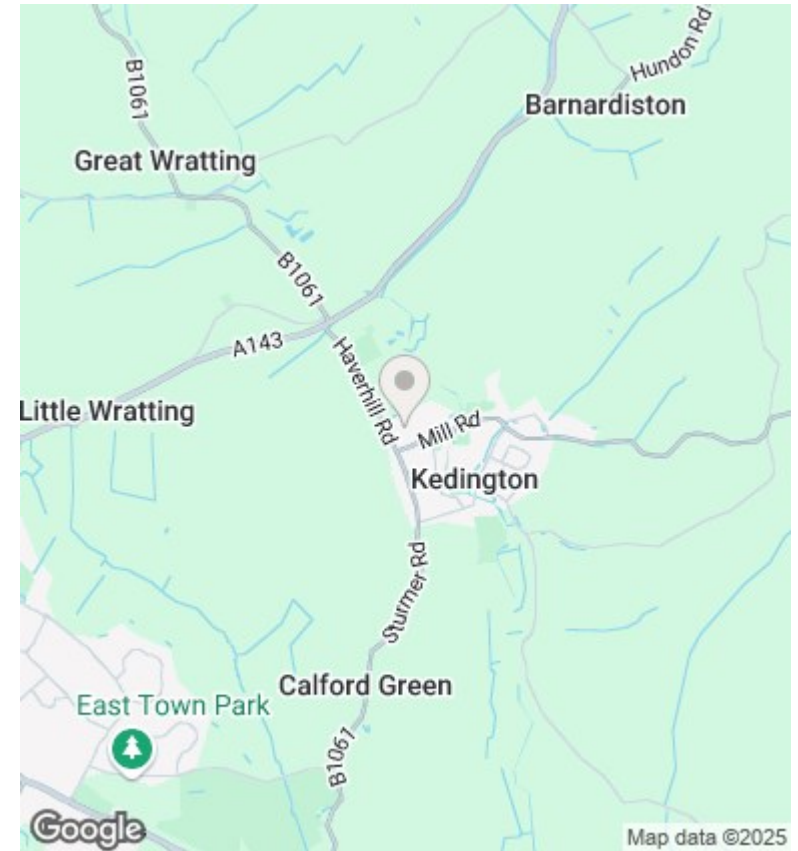 Hundon Rd
B1061
Barnardiston
Great Wratting
B1061
A143
Haverhill Rd
Little Wratting
Mill Rd
Kedington
Sturmer Rd
Calford Green
East Town Park
B1061
Google
Map data ©2025